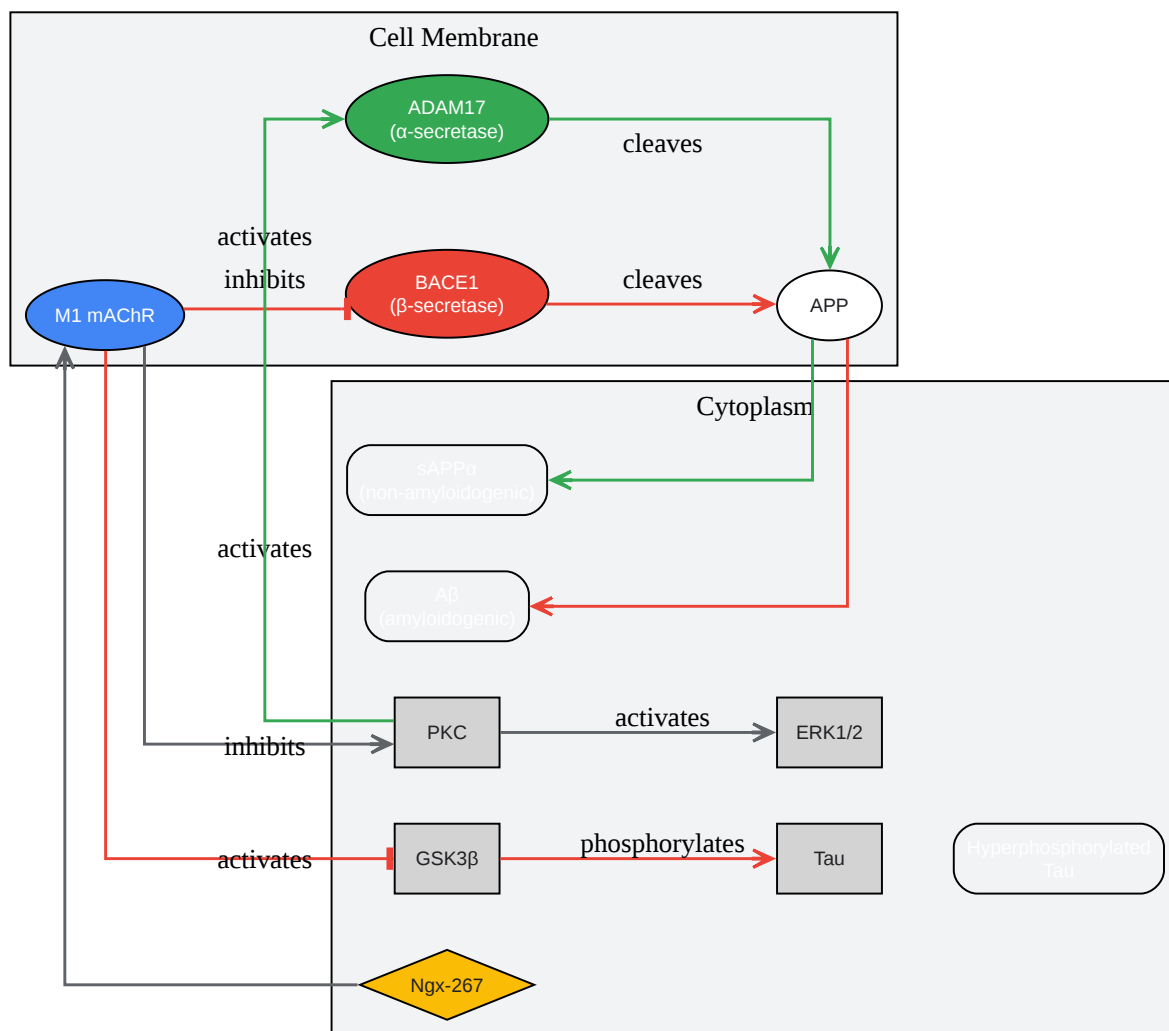 Cell Membrane
ADAM17
(α-secretase)
cleaves
activates
inhibits
BACE1
(β-secretase)
cleaves
M1 mAChR
APP
Cytoplasm
sAPPα
(non-amyloidogenic)
activates
Aβ
(amyloidogenic)
inhibits
PKC
activates
ERK1/2
activates
GSK3β
phosphorylates
Tau
Hyperphosphorylated
Tau
Ngx-267